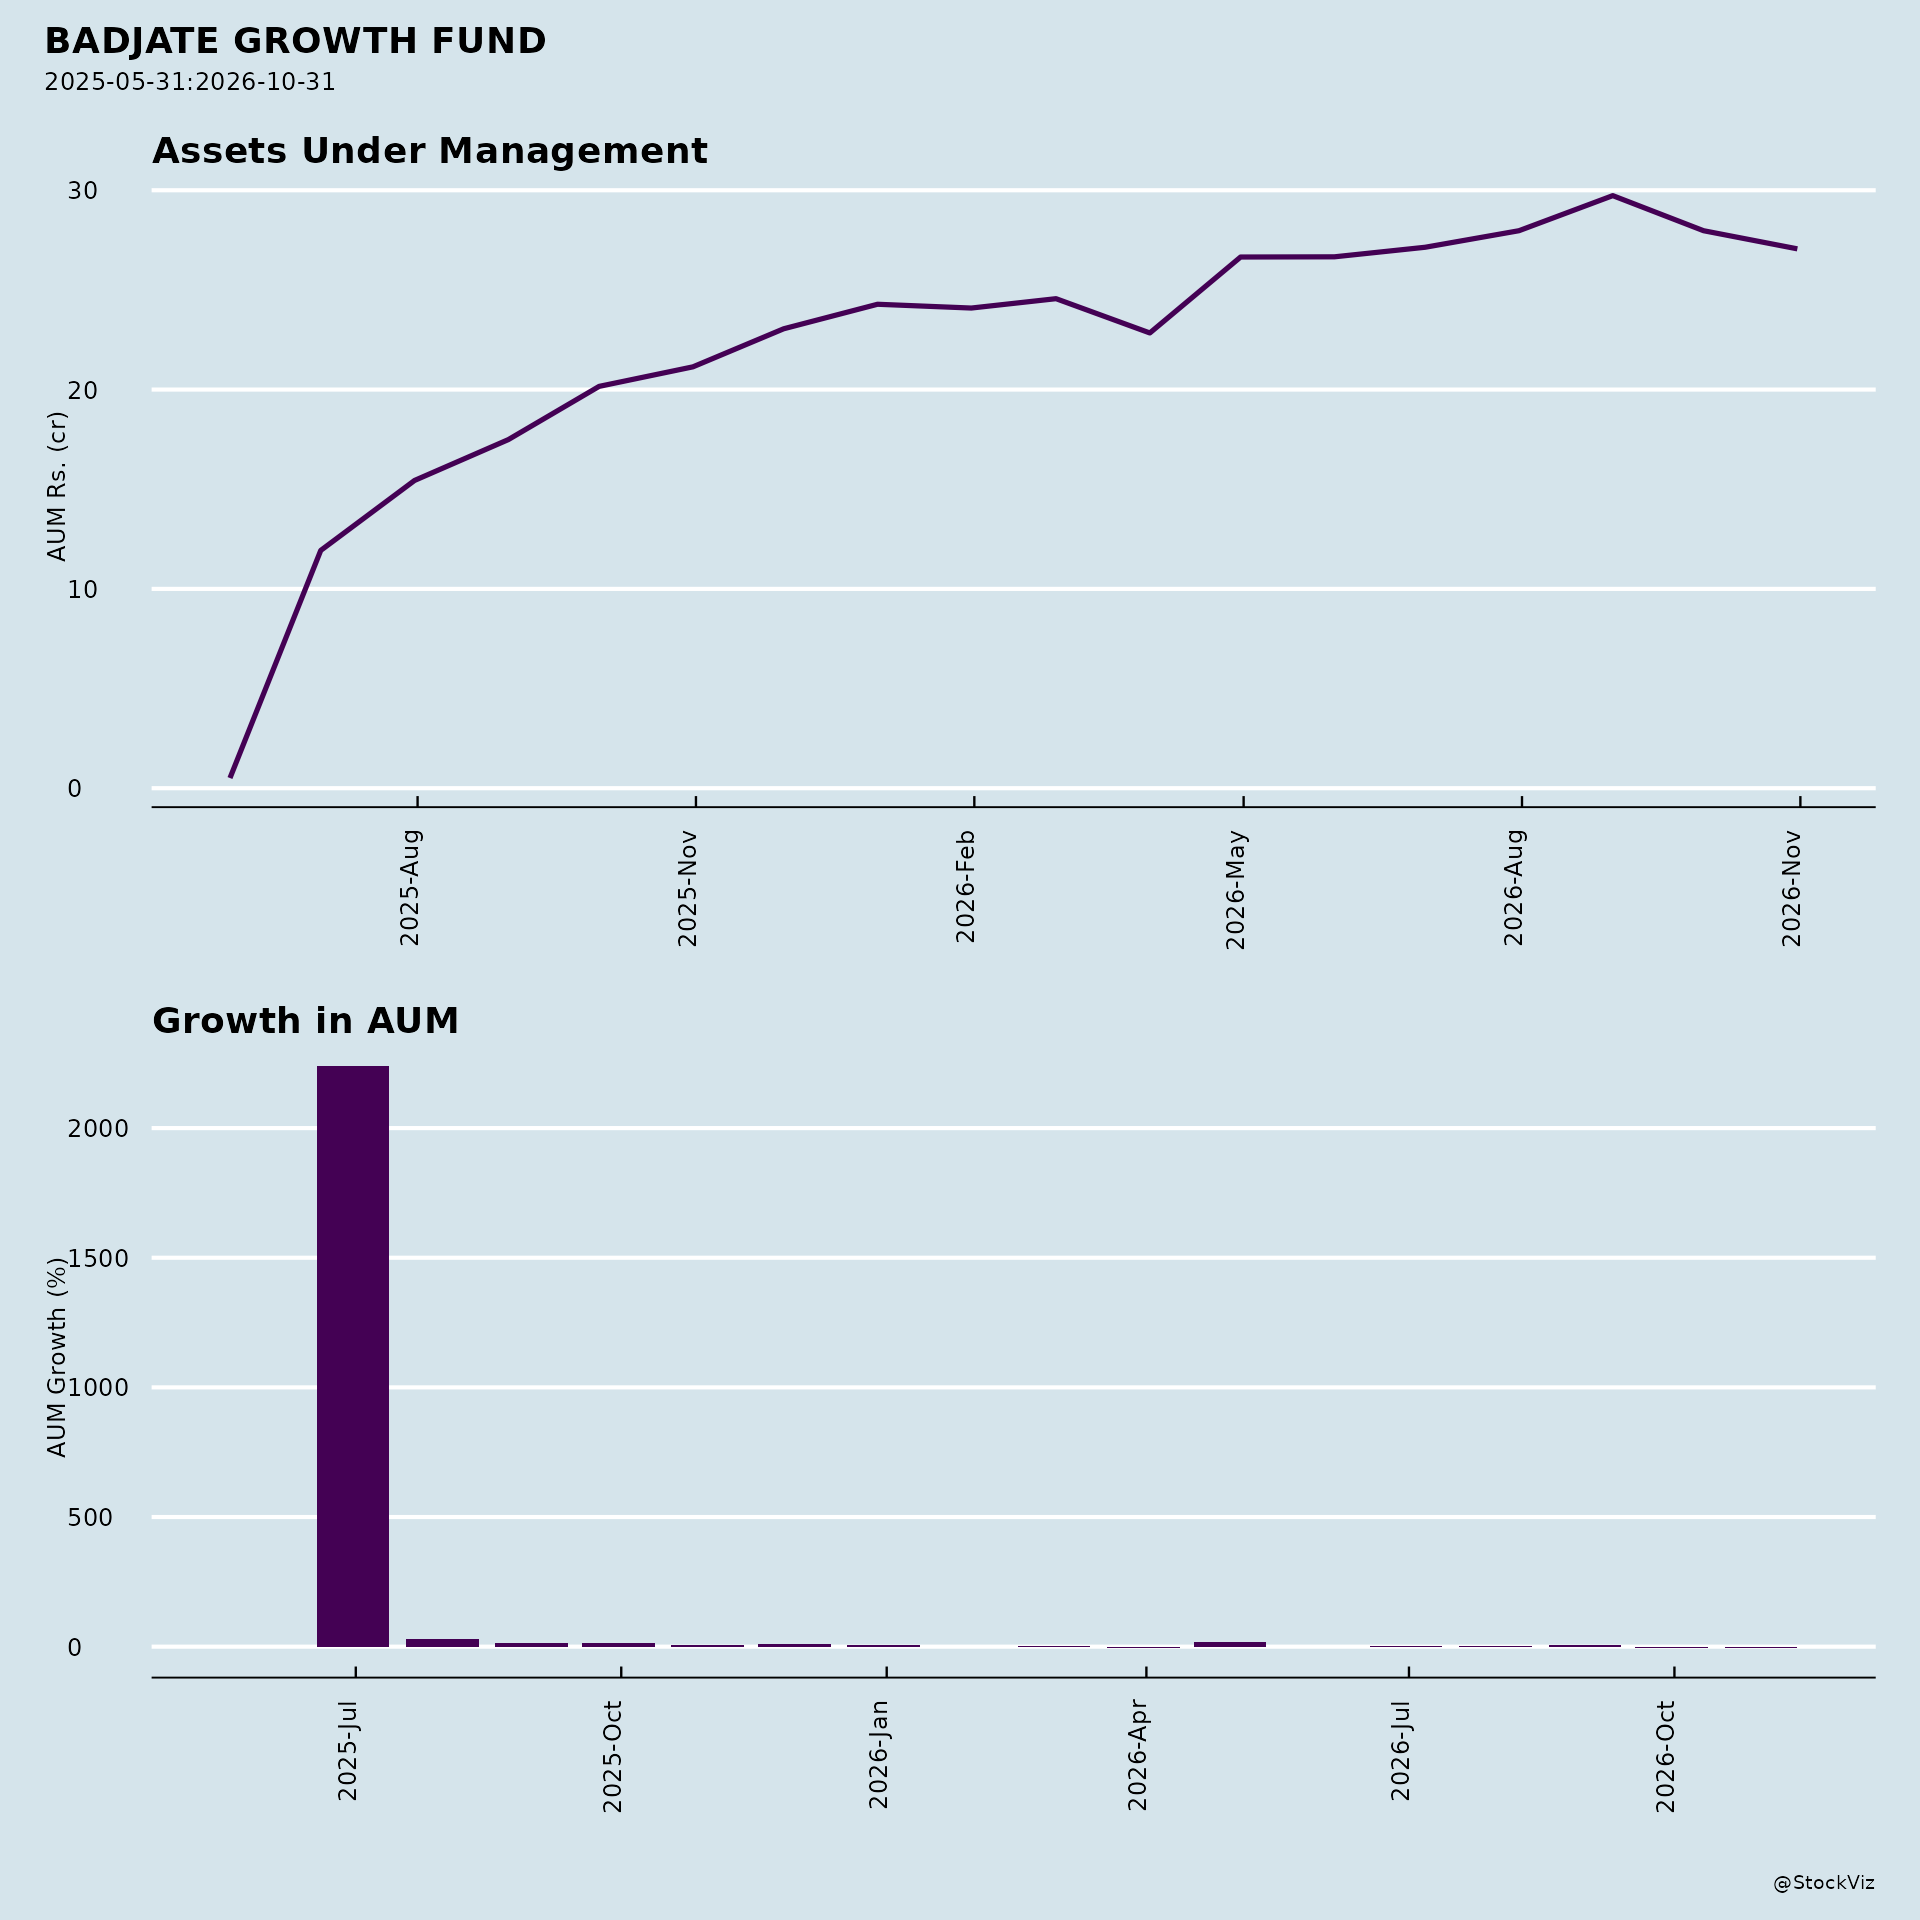 BADJATE GROWTH FUND
2025-05-31:2026-10-31
Assets Under Management
AUM Rs. (cr)
30
20
10
0
2025-Aug
2025-Nov
2026-Feb
2026-May
2026-Aug
2026-Nov
Growth in AUM
AUM Growth (%)
2000
1500
1000
500
0
2025-Jul
2025-Oct
2026-Jan
2026-Apr
2026-Jul
2026-Oct
@StockViz